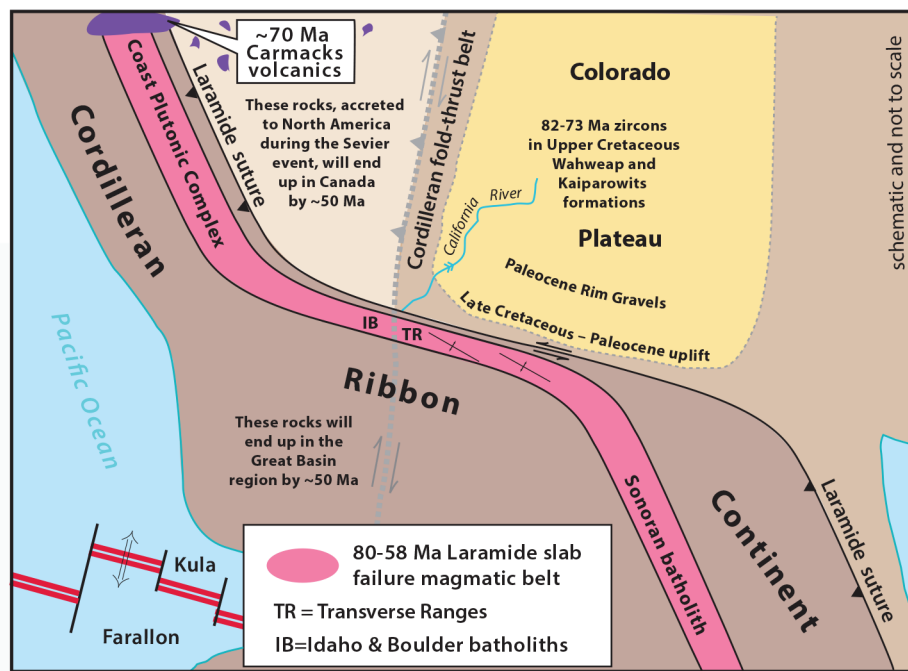 ~70 Ma
Carmacks
volcanics
Coast Plutonic Complex
Laramide suture
Cordilleran
These rocks, accreted
to North America
during the Sevier
event, will end
up in Canada
by ~50 Ma
Cordilleran fold-thrust belt
Colorado
82-73 Ma zircons
in Upper Cretaceous
Wahweap and
Kaiparowits
formations
Plateau
California
River
Paleocene Rim Gravels
Late Cretaceous – Paleocene uplift
schematic and not to scale
IB
TR
Ribbon
Pacific Ocean
These rocks will
end up in the
Great Basin
region by ~50 Ma
Sonoran batholith
Continent
Laramide suture
Kula
Farallon
80-58 Ma Laramide slab
failure magmatic belt
TR = Transverse Ranges
IB=Idaho & Boulder batholiths